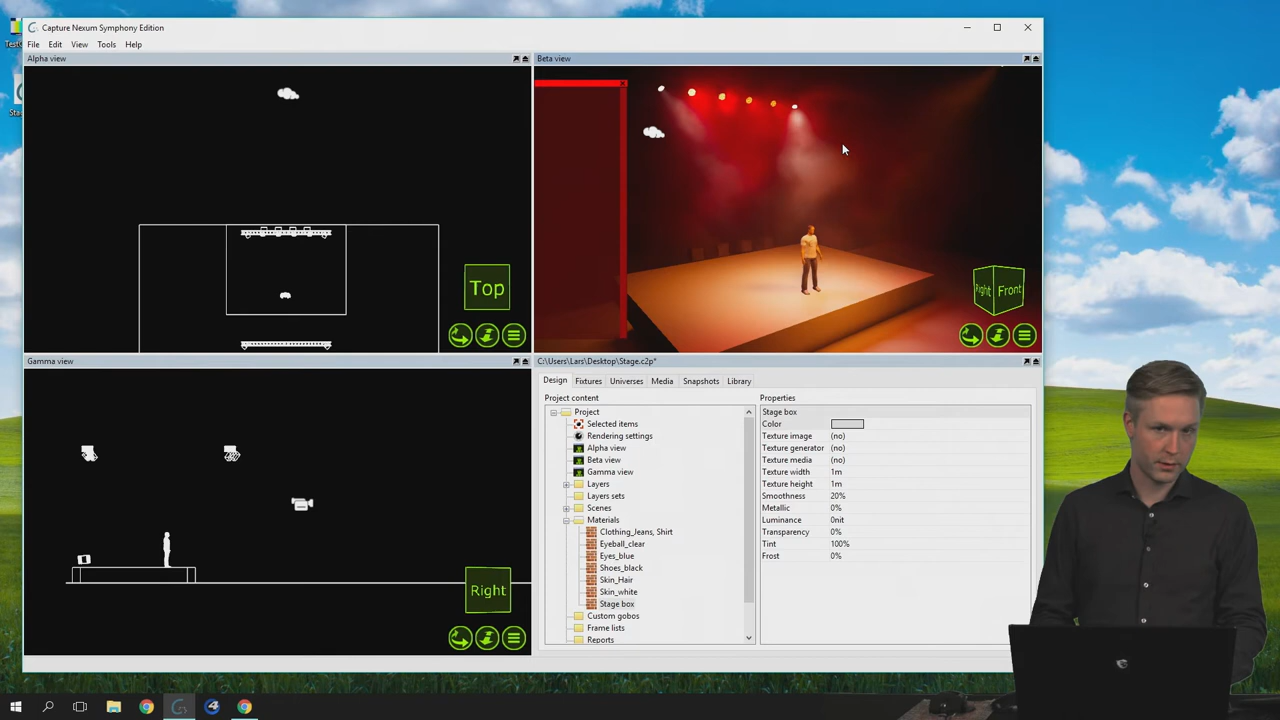 Capture Nexum Symphony Edition
File Edit View Tools Help
Alpha view
Top
Beta view
Right Front
Gamma view
Right
C:\Users\Lars\Desktop\Stage.c2p*
Design Fixtures Universes Media Snapshots Library
Project content
Project
Selected items
Rendering settings
Alpha view
Beta view
Gamma view
Layers
Layers sets
Scenes
Materials
Clothing_Jeans, Shirt
Eyeball_clear
Eyes_blue
Shoes_black
Skin_Hair
Skin_white
Stage box
Custom gobos
Frame lists
Reports
Properties
Stage box
Color
Texture image (no)
Texture generator (no)
Texture media (no)
Texture width 1m
Texture height 1m
Smoothness 20%
Metallic 0%
Luminance 0nit
Transparency 0%
Tint 100%
Frost 0%